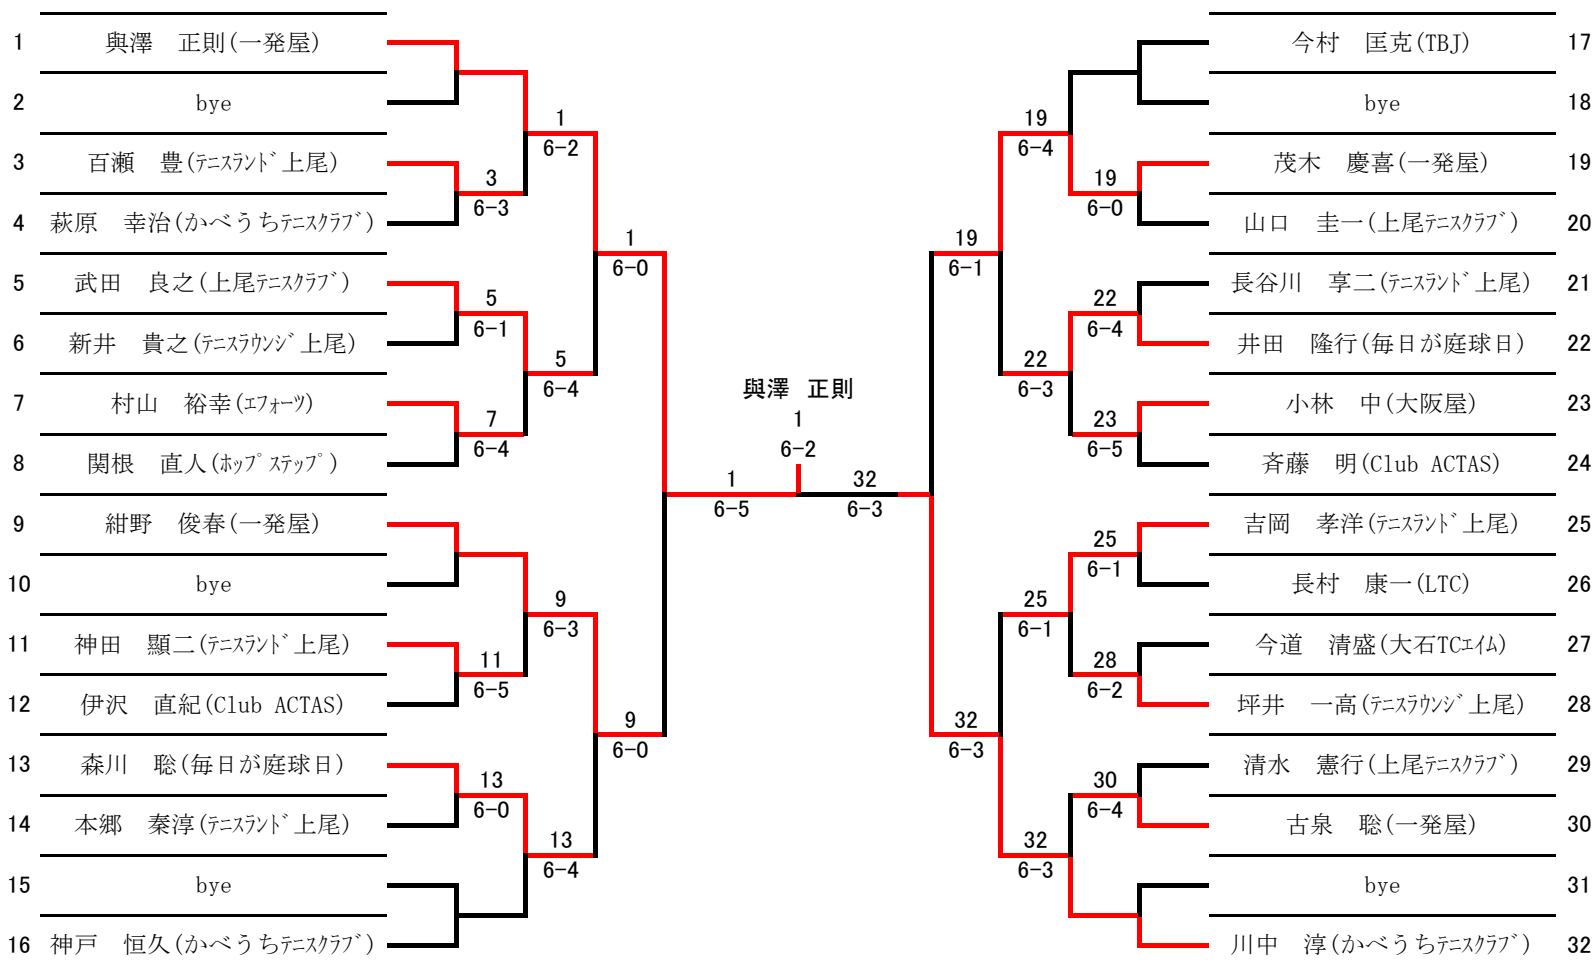 1 與澤　正則(一発屋)
2 bye
3 百瀬　豊(ﾃﾆｽﾗﾝﾄﾞ上尾)
4 萩原　幸治(かべうちﾃﾆｽｸﾗﾌﾞ)
5 武田　良之(上尾ﾃﾆｽｸﾗﾌﾞ)
6 新井　貴之(ﾃﾆｽﾗｳﾝｼﾞ上尾)
7 村山　裕幸(ｴﾌｫｰﾂ)
8 関根　直人(ﾎｯﾌﾟｽﾃｯﾌﾟ)
9 紺野　俊春(一発屋)
10 bye
11 神田　顯二(ﾃﾆｽﾗﾝﾄﾞ上尾)
12 伊沢　直紀(Club ACTAS)
13 森川　聡(毎日が庭球日)
14 本郷　秦淳(ﾃﾆｽﾗﾝﾄﾞ上尾)
15 bye
16 神戸　恒久(かべうちﾃﾆｽｸﾗﾌﾞ)
3
6-3
5
6-1
7
6-4
11
6-5
13
6-0
1
6-2
5
6-4
9
6-3
13
6-4
1
6-0
9
6-0
1
6-5
與澤　正則
1
6-2
32
6-3
19
6-1
32
6-3
19
6-4
22
6-3
25
6-1
32
6-3
19
6-0
22
6-4
23
6-5
25
6-1
28
6-2
30
6-4
今村　匡克(TBJ) 17
bye 18
茂木　慶喜(一発屋) 19
山口　圭一(上尾ﾃﾆｽｸﾗﾌﾞ) 20
長谷川　享二(ﾃﾆｽﾗﾝﾄﾞ上尾) 21
井田　隆行(毎日が庭球日) 22
小林　中(大阪屋) 23
斉藤　明(Club ACTAS) 24
吉岡　孝洋(ﾃﾆｽﾗﾝﾄﾞ上尾) 25
長村　康一(LTC) 26
今道　清盛(大石TCｴｲﾑ) 27
坪井　一高(ﾃﾆｽﾗｳﾝｼﾞ上尾) 28
清水　憲行(上尾ﾃﾆｽｸﾗﾌﾞ) 29
古泉　聡(一発屋) 30
bye 31
川中　淳(かべうちﾃﾆｽｸﾗﾌﾞ) 32